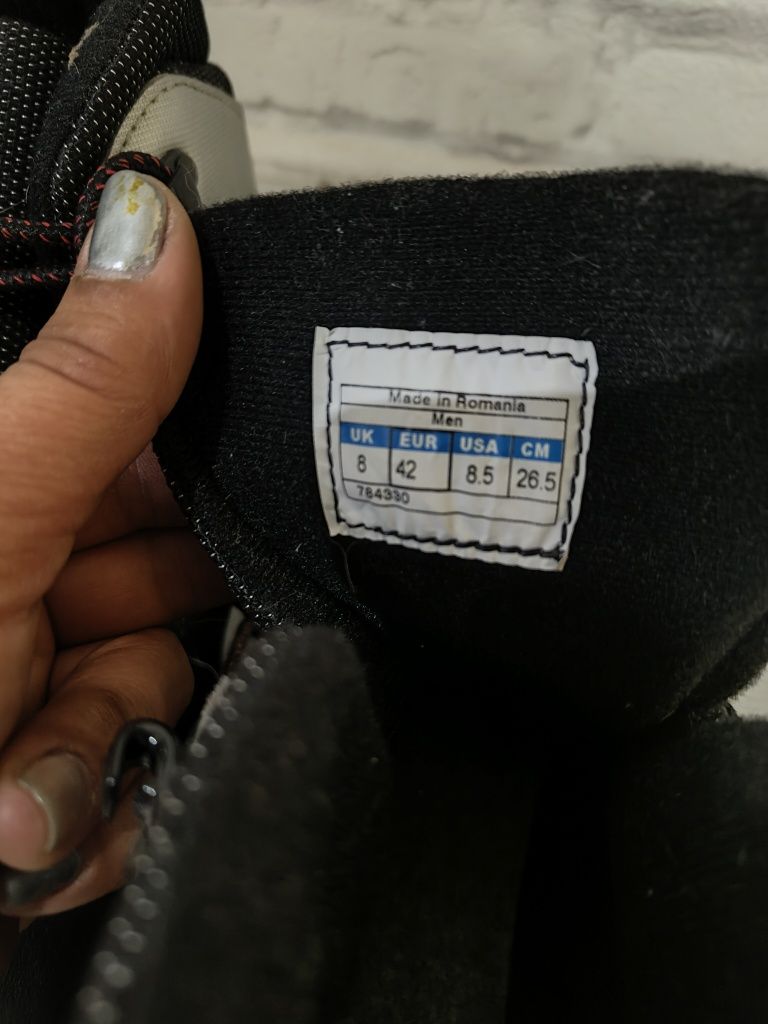 Made in Romania
Men
UK EUR USA CM
8 42 8.5 26.5
784330